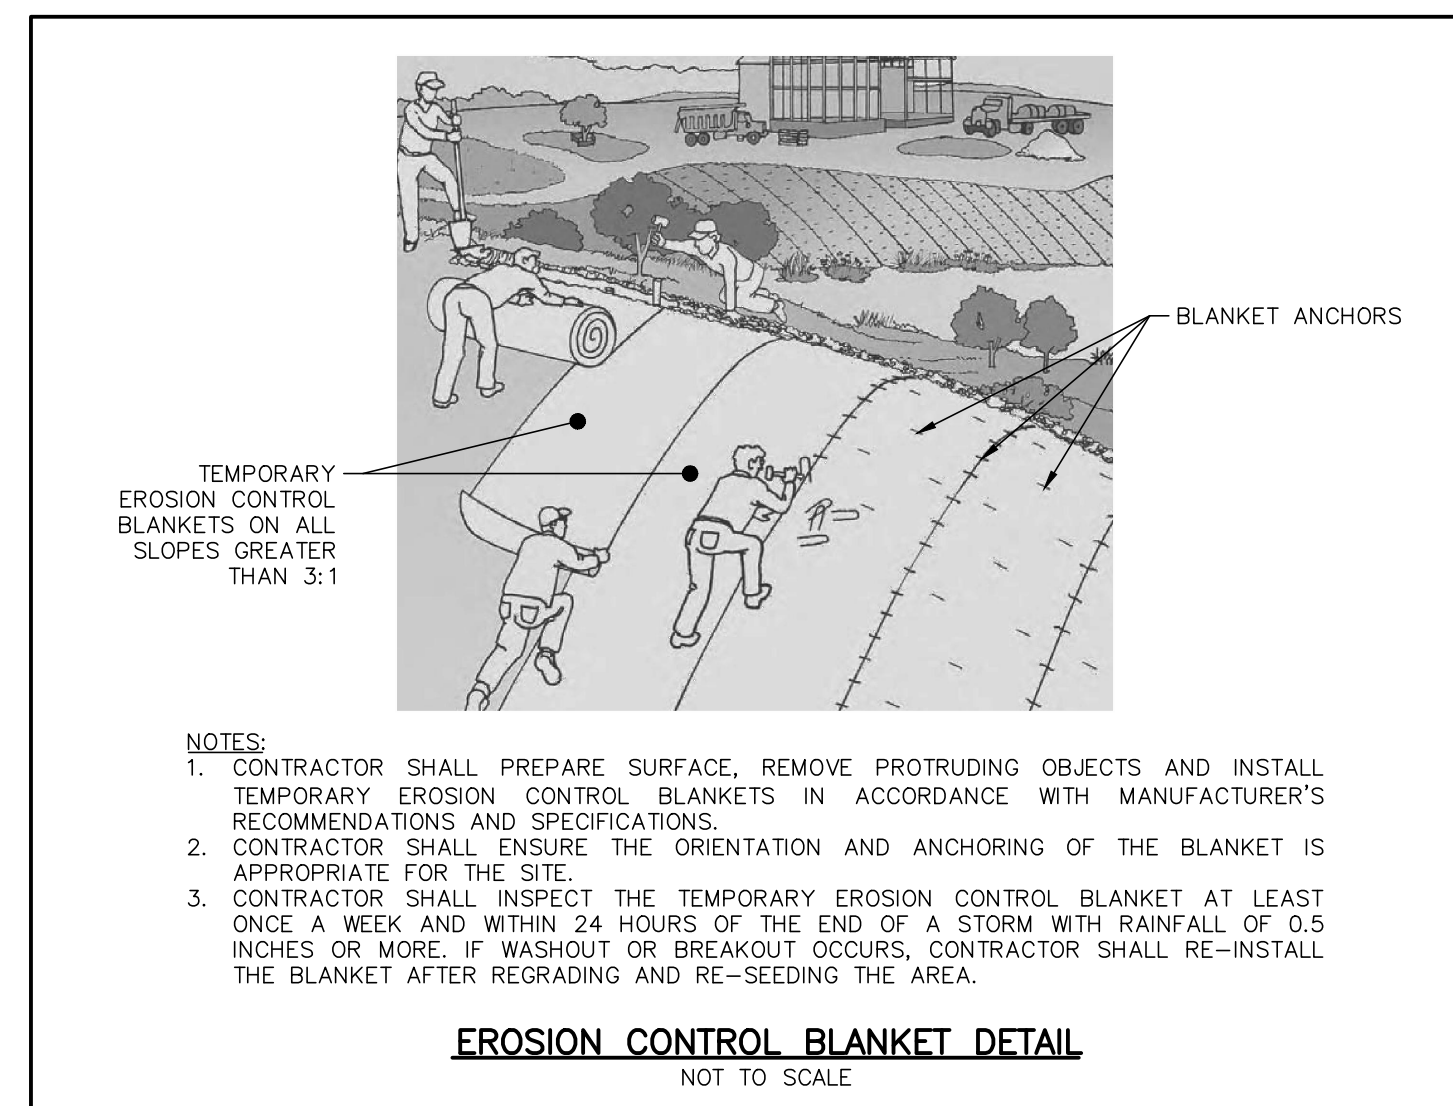 BLANKET ANCHORS
TEMPORARY
EROSION CONTROL
BLANKETS ON ALL
SLOPES GREATER
THAN 3:1
NOTES:
1. CONTRACTOR SHALL PREPARE SURFACE, REMOVE PROTRUDING OBJECTS AND INSTALL
TEMPORARY EROSION CONTROL BLANKETS IN ACCORDANCE WITH MANUFACTURER'S
RECOMMENDATIONS AND SPECIFICATIONS.
2. CONTRACTOR SHALL ENSURE THE ORIENTATION AND ANCHORING OF THE BLANKET IS
APPROPRIATE FOR THE SITE.
3. CONTRACTOR SHALL INSPECT THE TEMPORARY EROSION CONTROL BLANKET AT LEAST
ONCE A WEEK AND WITHIN 24 HOURS OF THE END OF A STORM WITH RAINFALL OF 0.5
INCHES OR MORE. IF WASHOUT OR BREAKOUT OCCURS, CONTRACTOR SHALL RE-INSTALL
THE BLANKET AFTER REGRADING AND RE-SEEDING THE AREA.
EROSION CONTROL BLANKET DETAIL
NOT TO SCALE